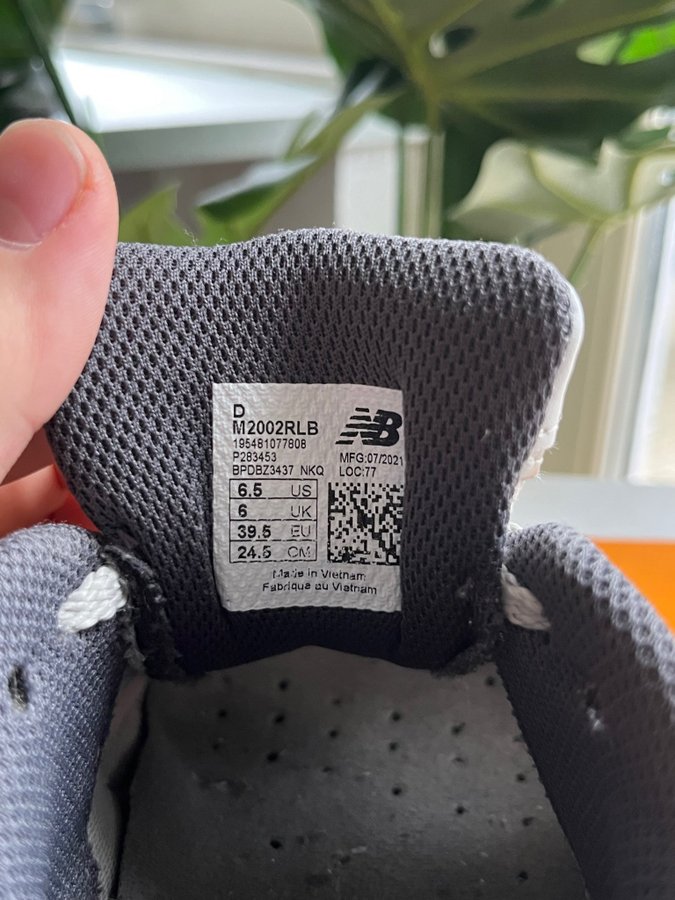 D
M2002RLB
NB
195481077808
P283453
MFG:07/2021
BPDBZ3437 NKQ
LOC:77
6.5 US
6 UK
39.5 EU
24.5 CM
Made in Vietnam
Fabriqué au Vietnam